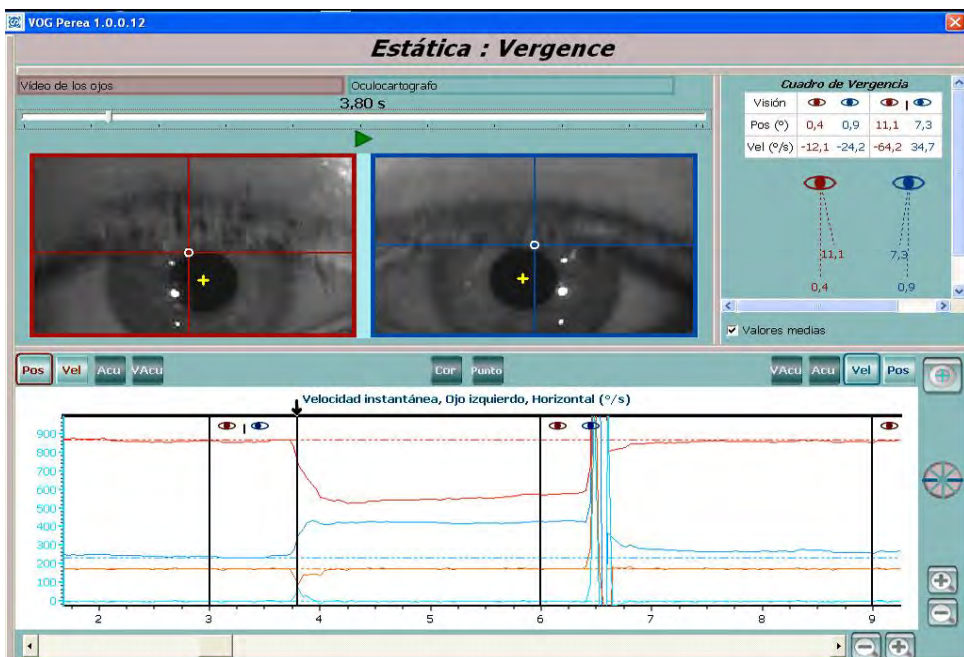 VOG Perea 1.0.0.12
Estática : Vergence
Vídeo de los ojos
Oculocartografo
3,80 s
Cuadro de Vergencia
Visión
Pos (º) 0,4 0,9 11,1 7,3
Vel (º/s) -12,1 -24,2 -64,2 34,7
11,1 7,3
0,4 0,9
Valores medias
Pos Vel Acu VAcu Cor Punto VAcu Acu Vel Pos
Velocidad instantánea, Ojo izquierdo, Horizontal (º/s)
900
800
700
600
500
400
300
200
100
0
2 3 4 5 6 7 8 9